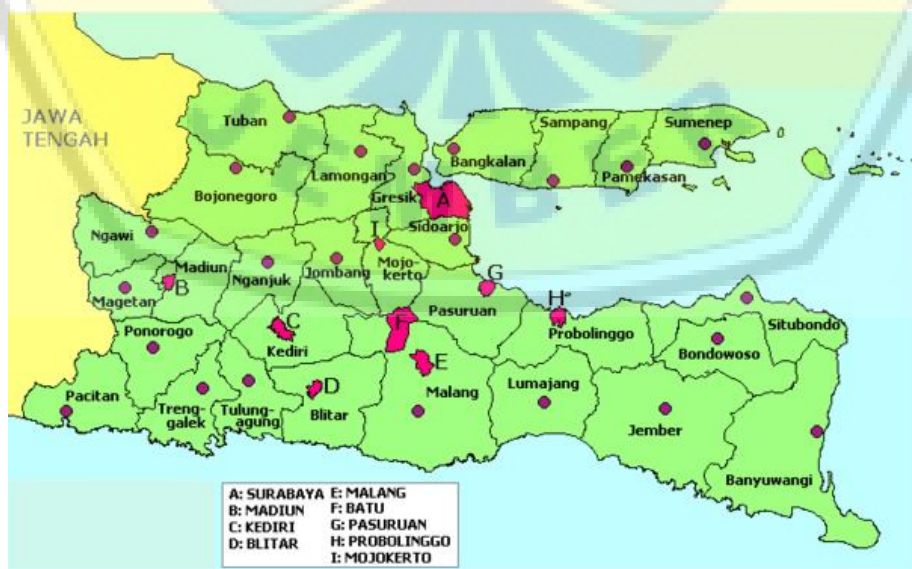 JAWA
TENGAH
Tuban
Lamongan
Bangkalan
Sampang
Sumenep
Pamekasan
Bojonegoro
Gresik
A
Sidoarjo
I
Ngawi
Madiun
B
Magetan
Nganjuk
Jombang
Mojo-
kerto
G
H
Pasuruan
Probolinggo
Situbondo
Bondowoso
Ponorogo
C
Kediri
F
E
Malang
Lumajang
Pacitan
Treng-
galek
Tulung-
agung
D
Blitar
Jember
Banyuwangi
A: SURABAYA E: MALANG
B: MADIUN F: BATU
C: KEDIRI G: PASURUAN
D: BLITAR H: PROBOLINGGO
I: MOJOKERTO